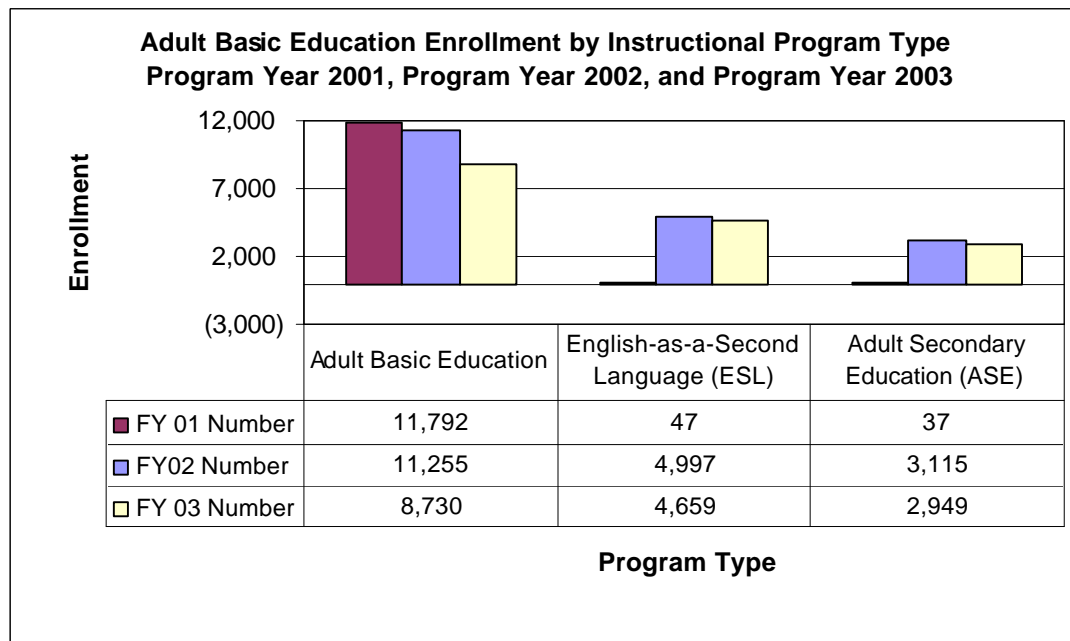 Adult Basic Education Enrollment by Instructional Program Type
Program Year 2001, Program Year 2002, and Program Year 2003
Enrollment
12,000
7,000
2,000
(3,000)
Adult Basic Education
English-as-a-Second
Language (ESL)
Adult Secondary
Education (ASE)
FY 01 Number 11,792 47 37
FY02 Number 11,255 4,997 3,115
FY 03 Number 8,730 4,659 2,949
Program Type